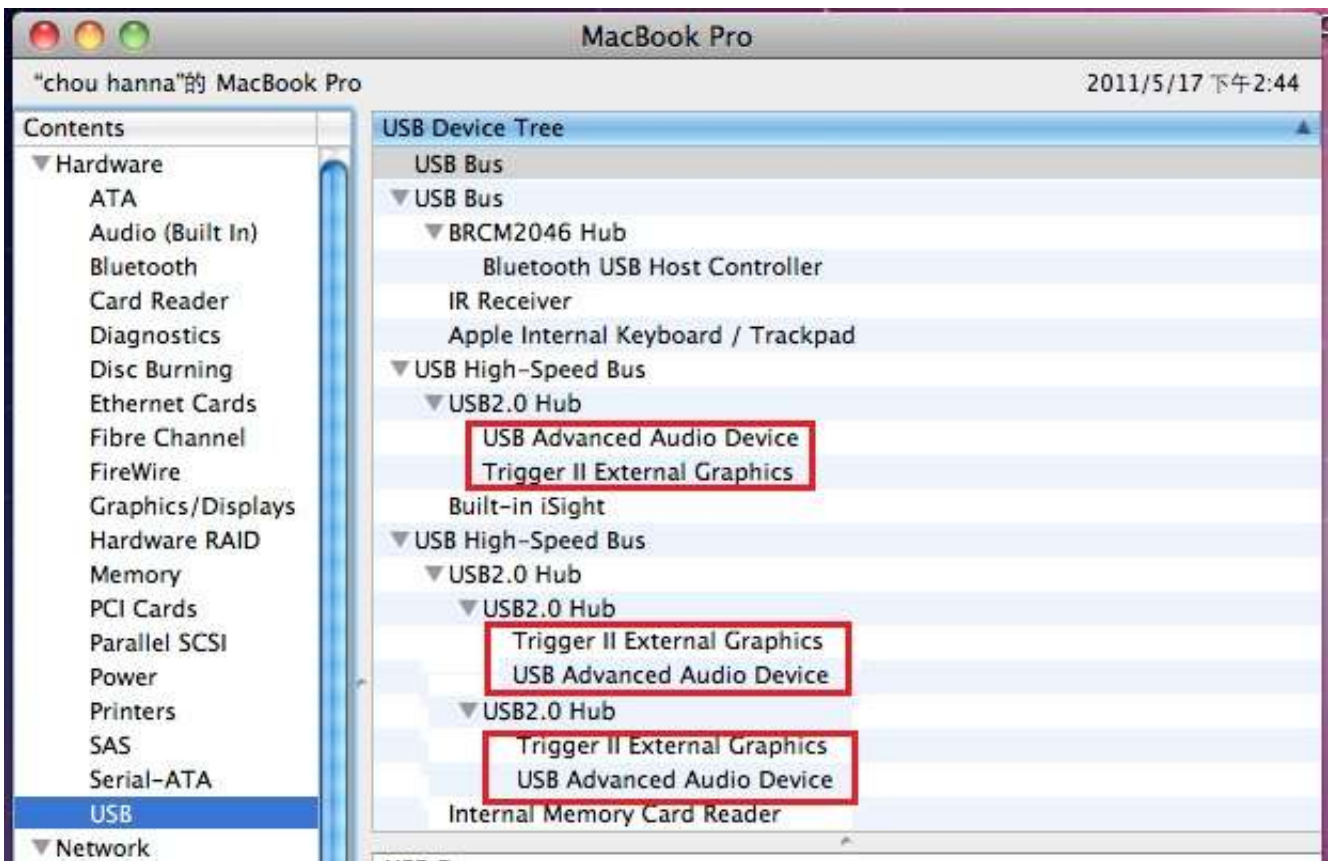 MacBook Pro
“chou hanna”的 MacBook Pro
2011/5/17 下午2:44
Contents
Hardware
ATA
Audio (Built In)
Bluetooth
Card Reader
Diagnostics
Disc Burning
Ethernet Cards
Fibre Channel
FireWire
Graphics/Displays
Hardware RAID
Memory
PCI Cards
Parallel SCSI
Power
Printers
SAS
Serial-ATA
USB
Network
USB Device Tree
USB Bus
USB Bus
BRCM2046 Hub
Bluetooth USB Host Controller
IR Receiver
Apple Internal Keyboard / Trackpad
USB High-Speed Bus
USB2.0 Hub
USB Advanced Audio Device
Trigger II External Graphics
Built-in iSight
USB High-Speed Bus
USB2.0 Hub
USB2.0 Hub
Trigger II External Graphics
USB Advanced Audio Device
USB2.0 Hub
Trigger II External Graphics
USB Advanced Audio Device
Internal Memory Card Reader